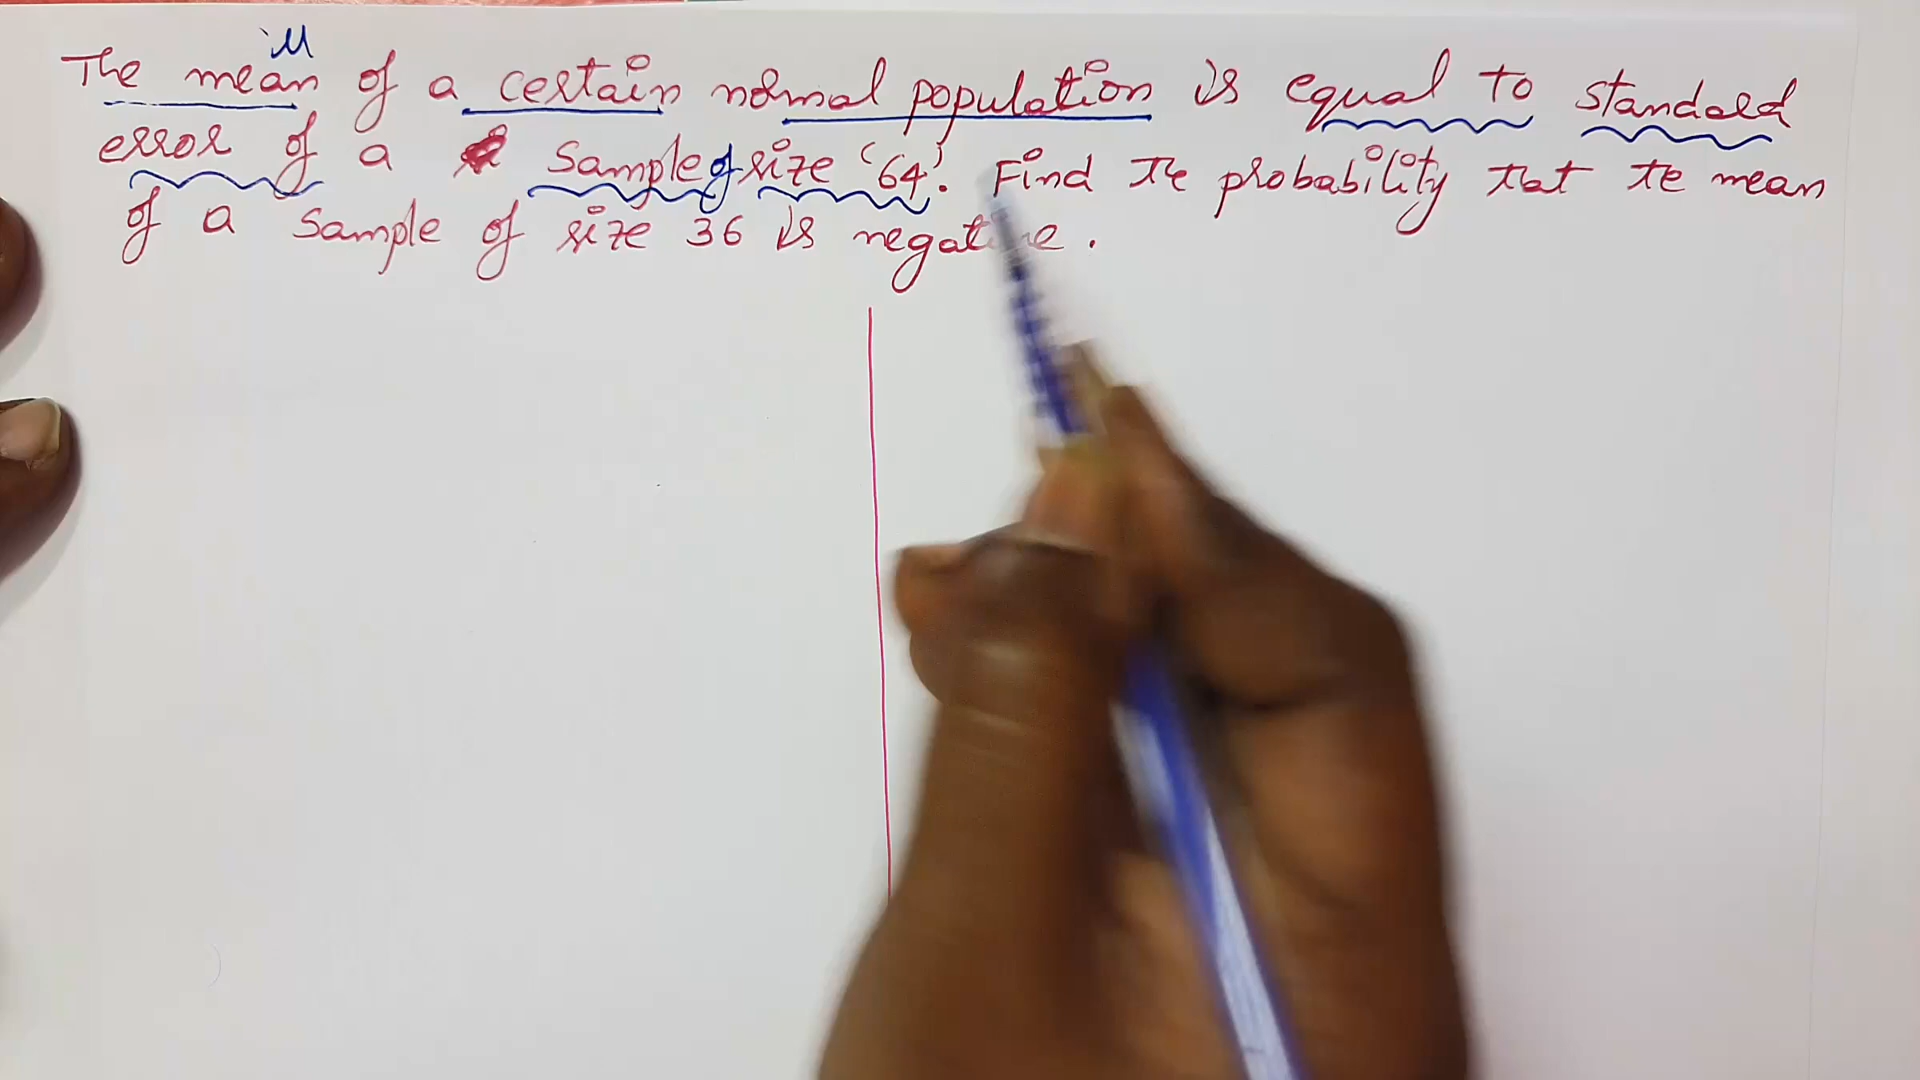 μ
The mean of a certain normal population is equal to standard
error of a sample of size '64'. Find the probability that te mean
of a sample of size 36 is negative.